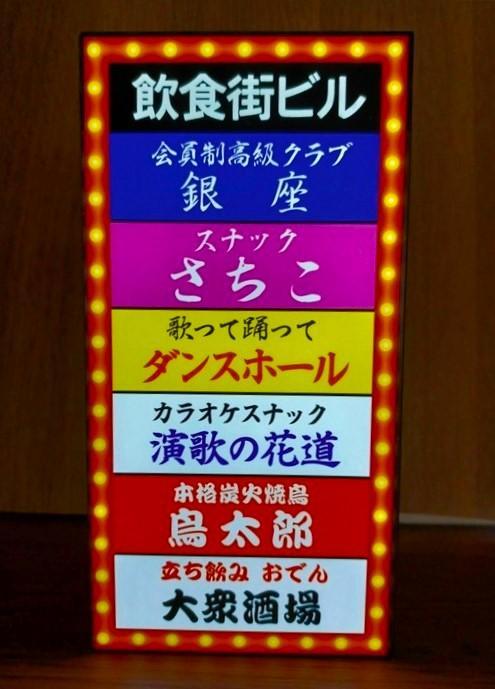 飲食街ビル
会員制高級クラブ
銀 座
スナック
さちこ
歌って踊って
ダンスホール
カラオケスナック
演歌の花道
本格炭火焼鳥
鳥太郎
立ち飲み おでん
大衆酒場